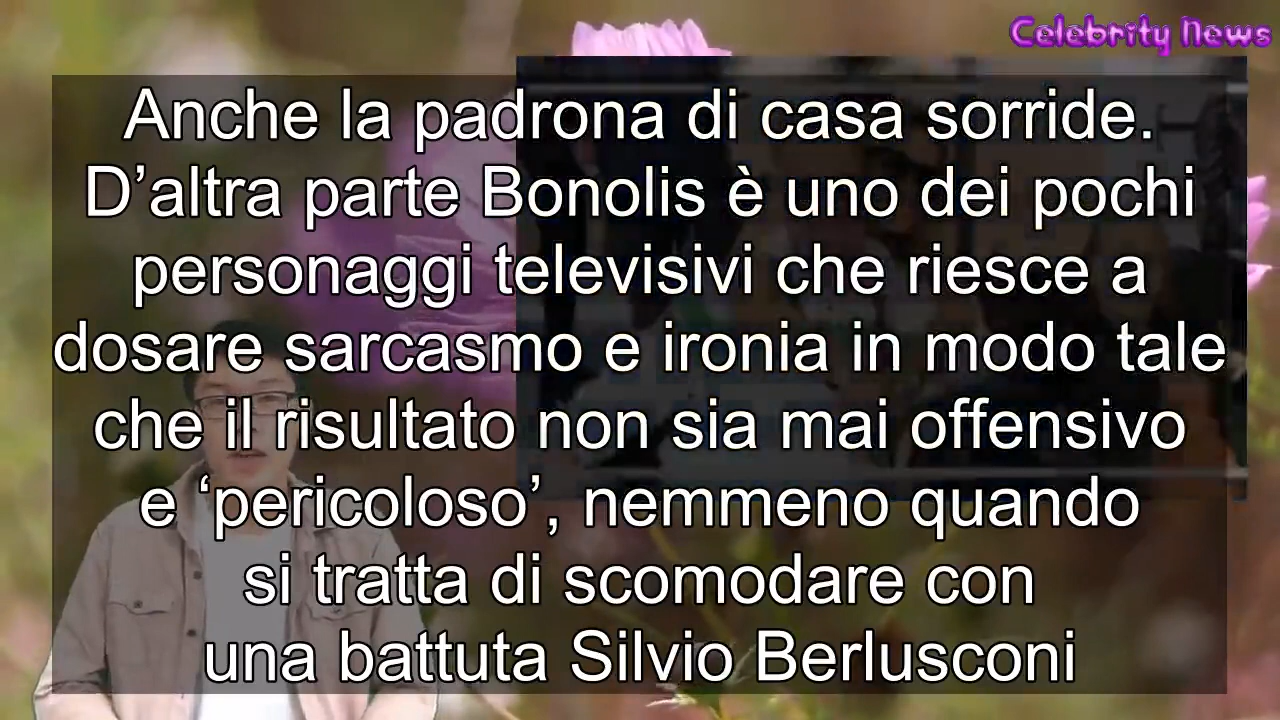 Celebrity News
Anche la padrona di casa sorride.
D’altra parte Bonolis è uno dei pochi
personaggi televisivi che riesce a
dosare sarcasmo e ironia in modo tale
che il risultato non sia mai offensivo
e ‘pericoloso’, nemmeno quando
si tratta di scomodare con
una battuta Silvio Berlusconi